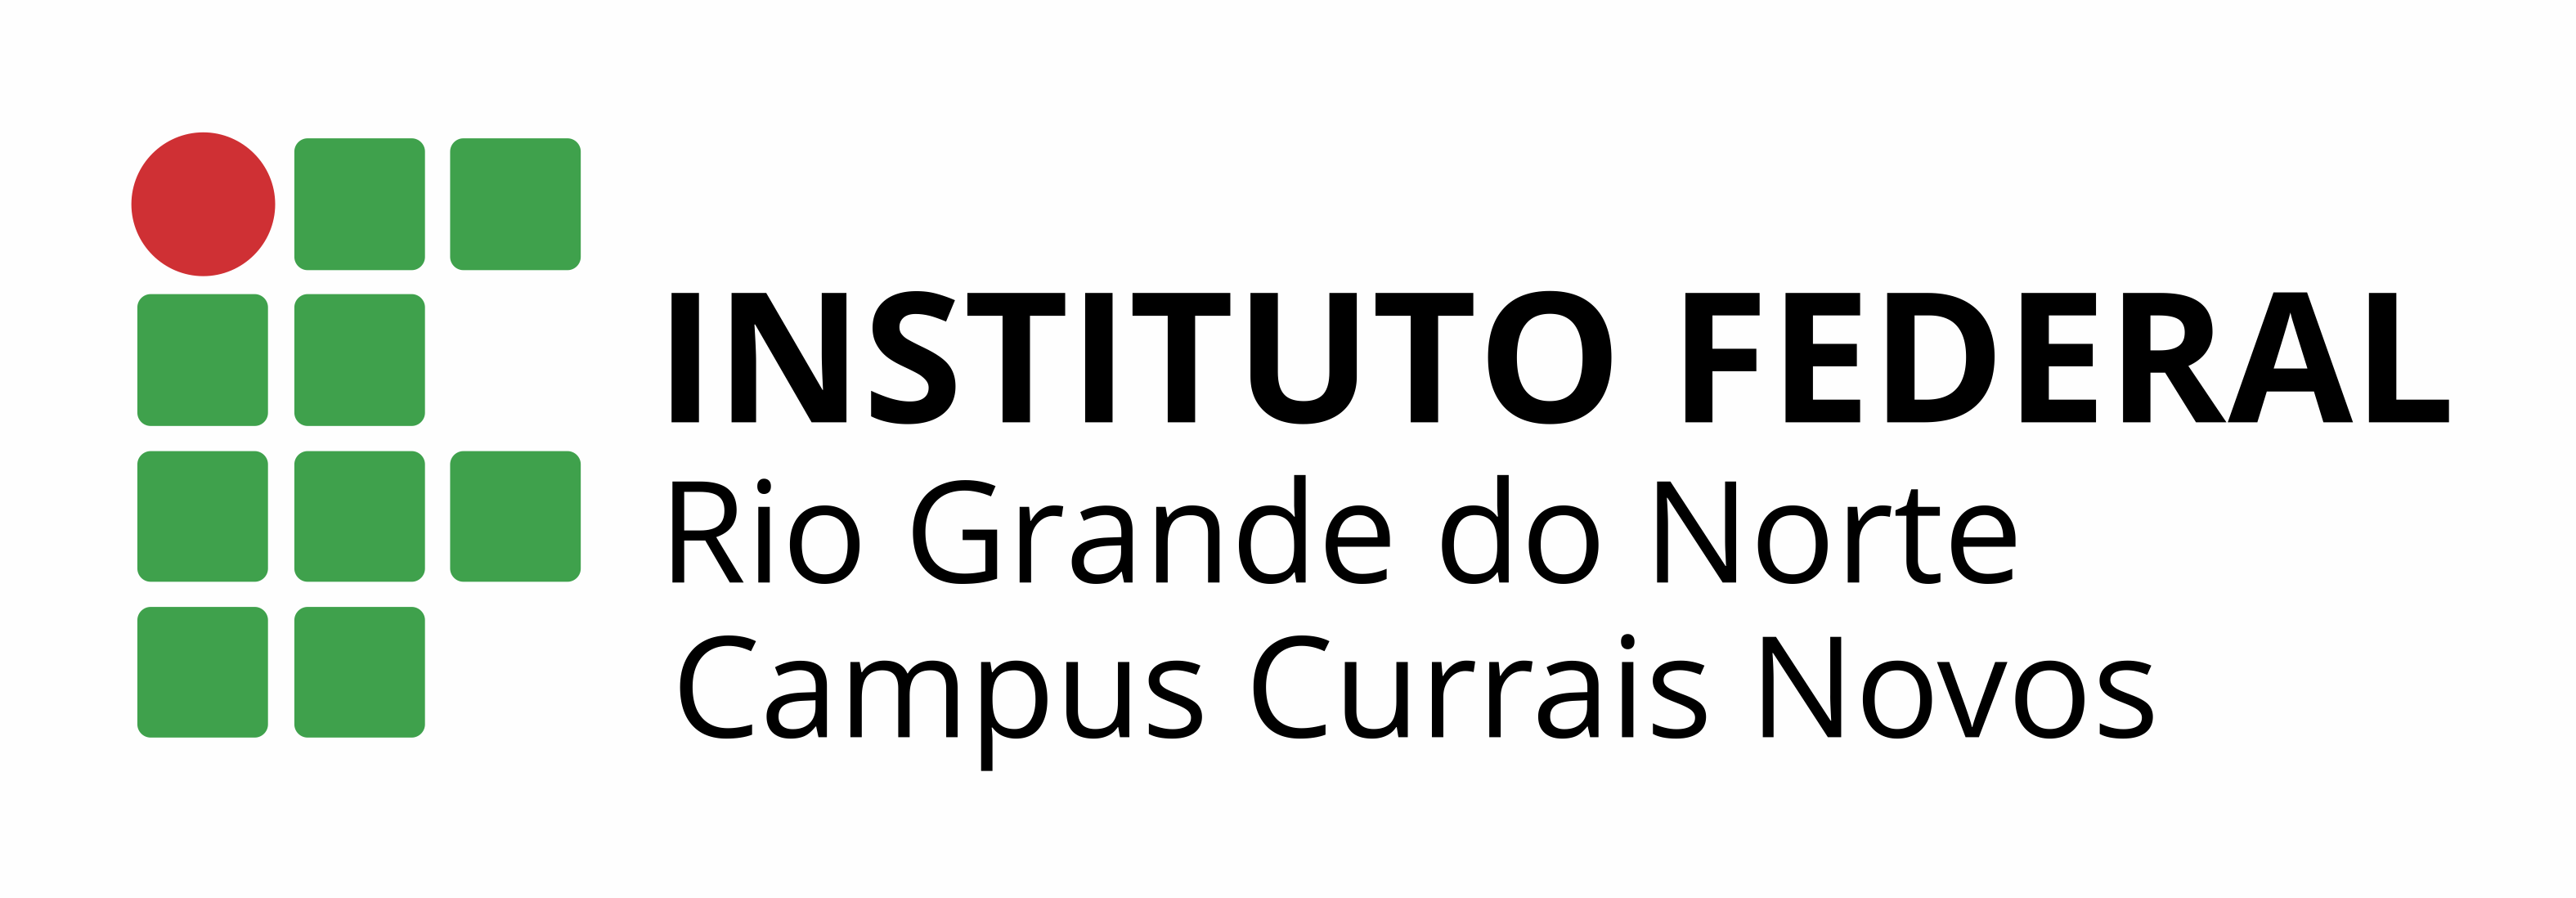 INSTITUTO FEDERAL
Rio Grande do Norte
Campus Currais Novos